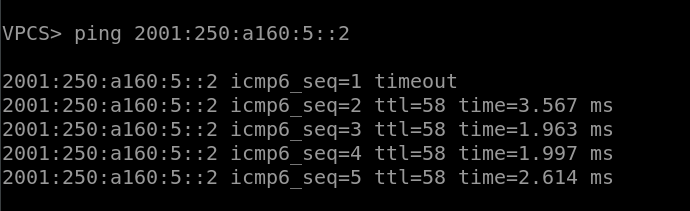 VPCS> ping 2001:250:a160:5::2
2001:250:a160:5::2 icmp6_seq=1 timeout
2001:250:a160:5::2 icmp6_seq=2 ttl=58 time=3.567 ms
2001:250:a160:5::2 icmp6_seq=3 ttl=58 time=1.963 ms
2001:250:a160:5::2 icmp6_seq=4 ttl=58 time=1.997 ms
2001:250:a160:5::2 icmp6_seq=5 ttl=58 time=2.614 ms